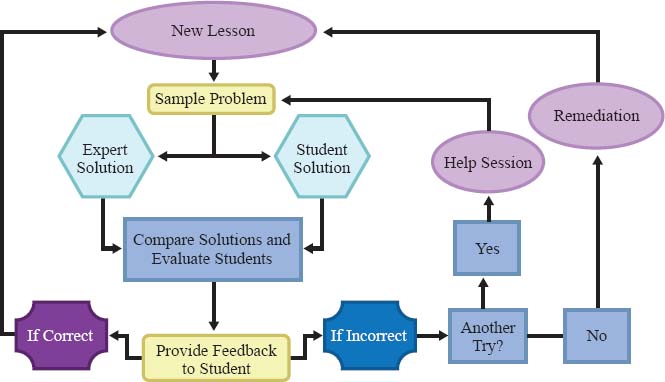 New Lesson
Sample Problem
Expert
Solution
Student
Solution
Help Session
Remediation
Compare Solutions and
Evaluate Students
Yes
If Correct
Provide Feedback
to Student
If Incorrect
Another
Try?
No